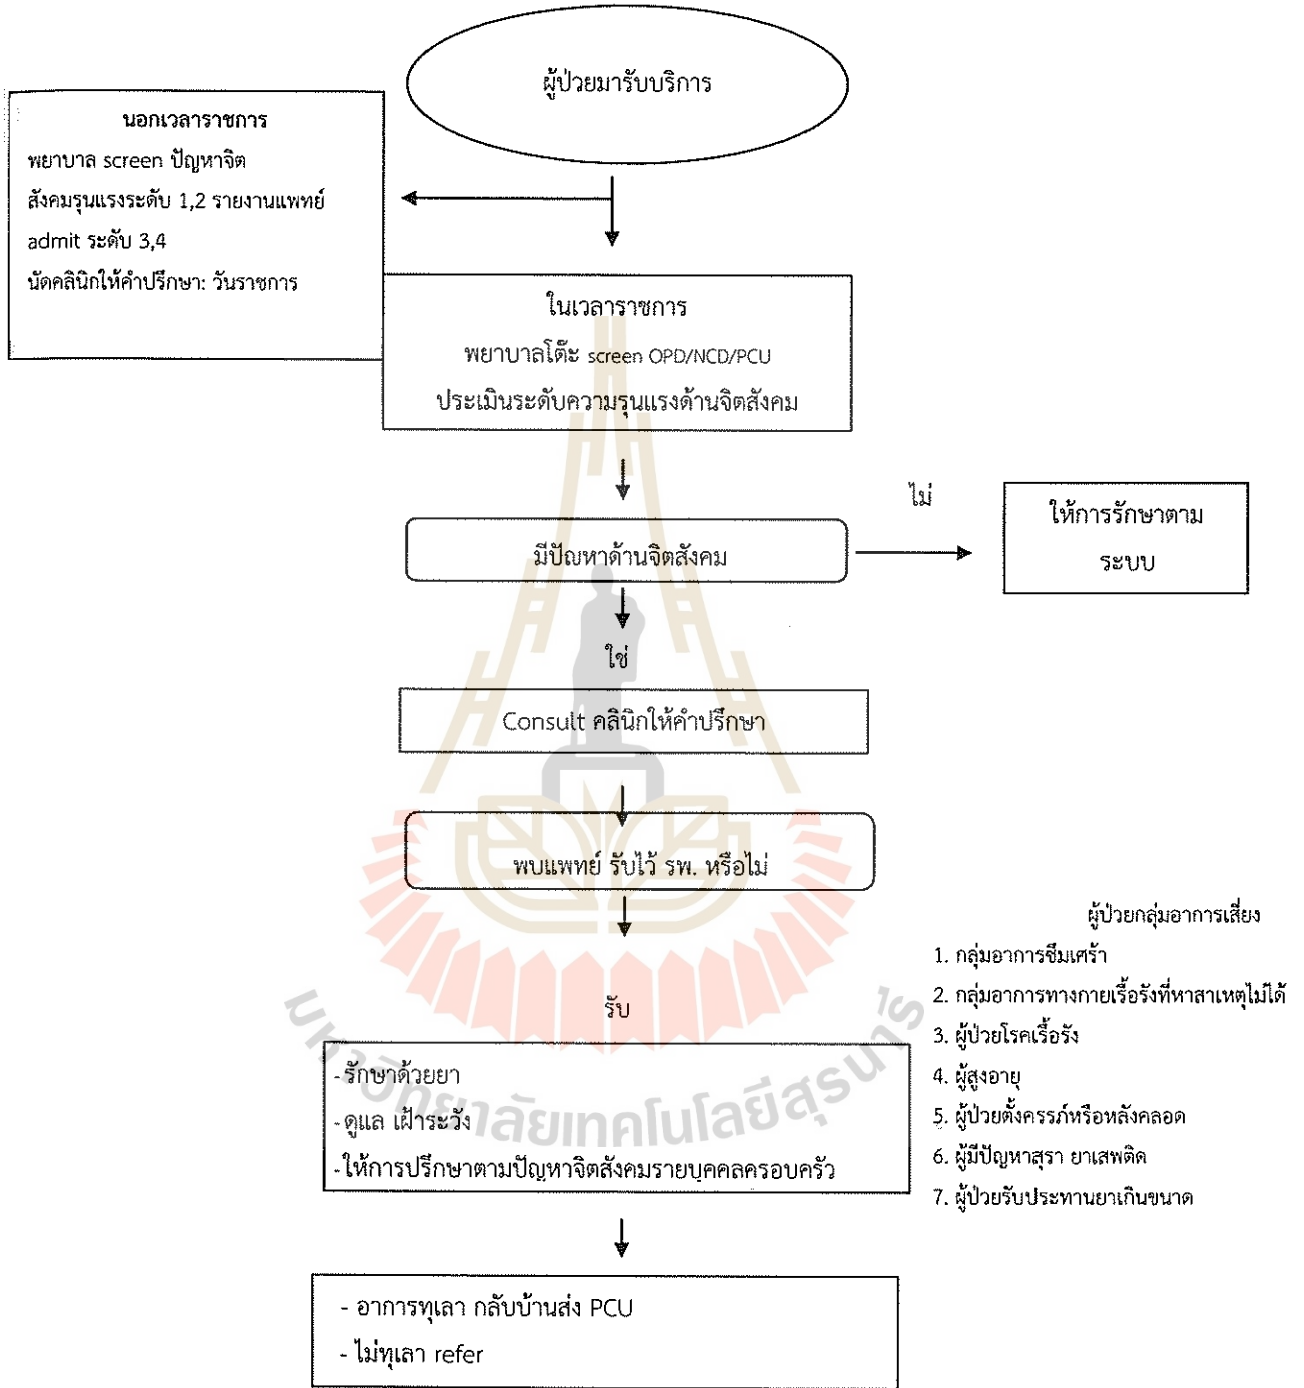 ผู้ป่วยมารับบริการ
นอกเวลาราชการ
พยาบาล screen ปัญหาจิต
สังคมรุนแรงระดับ 1,2 รายงานแพทย์
admit ระดับ 3,4
นัดคลินิกให้คำปรึกษา: วันราชการ
ในเวลาราชการ
พยาบาลโต๊ะ screen OPD/NCD/PCU
ประเมินระดับความรุนแรงด้านจิตสังคม
มีปัญหาด้านจิตสังคม
ไม่
ให้การรักษาตาม
ระบบ
ใช่
Consult คลินิกให้คำปรึกษา
พบแพทย์ รับไว้ รพ. หรือไม่
รับ
-รักษาด้วยยา
-ดูแล เฝ้าระวัง
-ให้การปรึกษาตามปัญหาจิตสังคมรายบุคคลครอบครัว
- อาการทุเลา กลับบ้านส่ง PCU
- ไม่ทุเลา refer
ผู้ป่วยกลุ่มอาการเสี่ยง
1. กลุ่มอาการซึมเศร้า
2. กลุ่มอาการทางกายเรื้อรังที่หาสาเหตุไม่ได้
3. ผู้ป่วยโรคเรื้อรัง
4. ผู้สูงอายุ
5. ผู้ป่วยตั้งครรภ์หรือหลังคลอด
6. ผู้มีปัญหาสุรา ยาเสพติด
7. ผู้ป่วยรับประทานยาเกินขนาด
มหาวิทยาลัยเทคโนโลยีสุรนารี